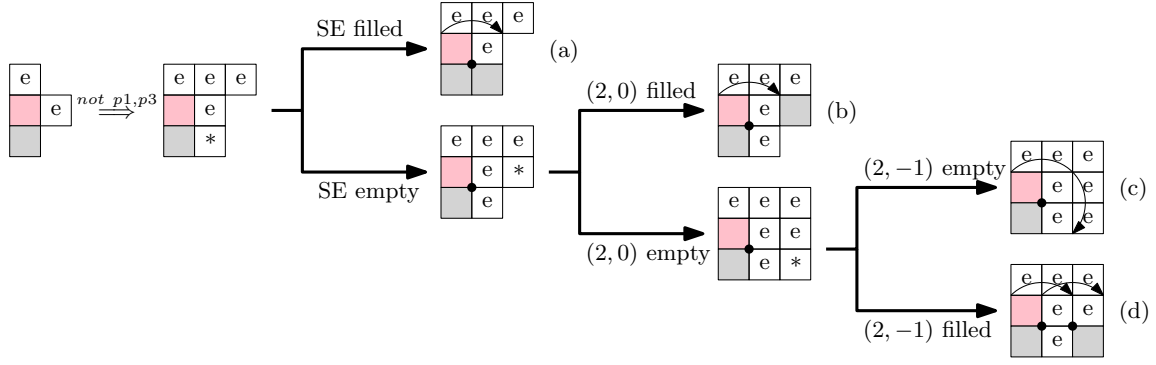 e
e
not p1,p3
⟹
e e e
e
*
SE filled
e e e
e
(a)
SE empty
e e e
e *
e
(2, 0) filled
e e e
e
(b)
(2, 0) empty
e e e
e e
e *
(2, −1) empty
e e e
e e
e e
(c)
(2, −1) filled
e e e
e e
e
(d)